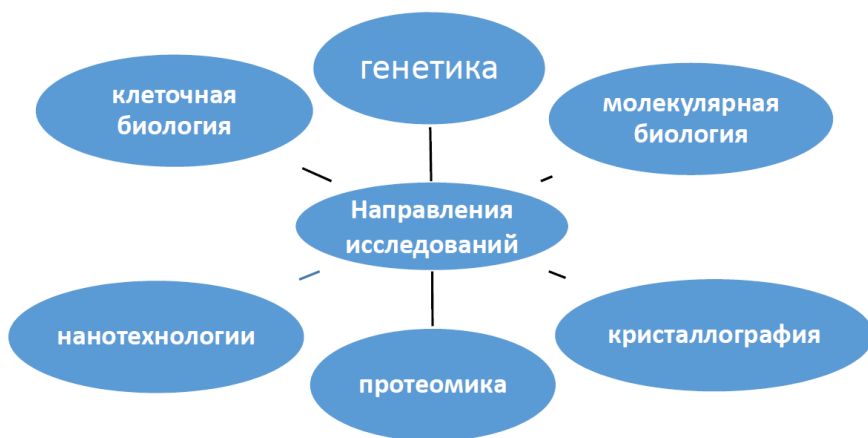 генетика
клеточная
биология
молекулярная
биология
Направления
исследований
нанотехнологии
кристаллография
протеомика